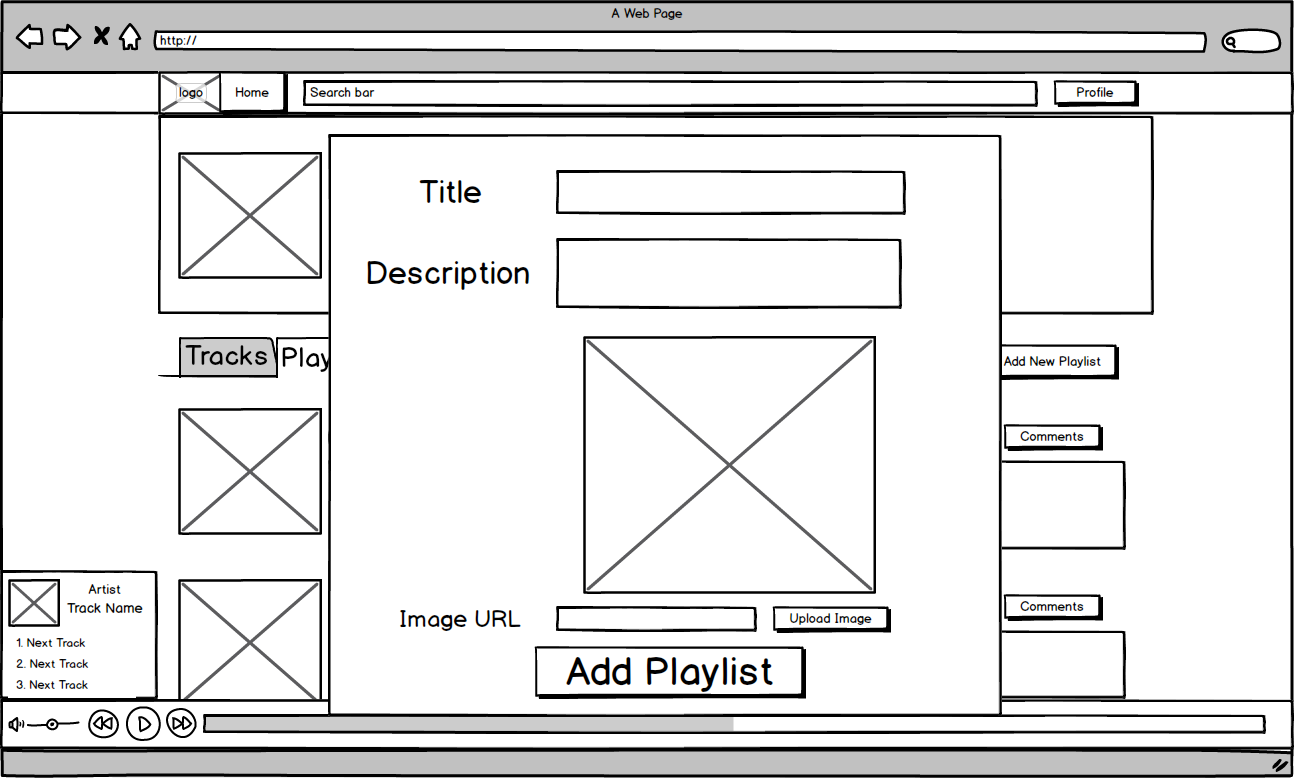 A Web Page
http://
logo
Home
Search bar
Profile
Title
Description
Tracks
Play
Add New Playlist
Comments
Image URL
Upload Image
Add Playlist
Comments
Artist
Track Name
1. Next Track
2. Next Track
3. Next Track